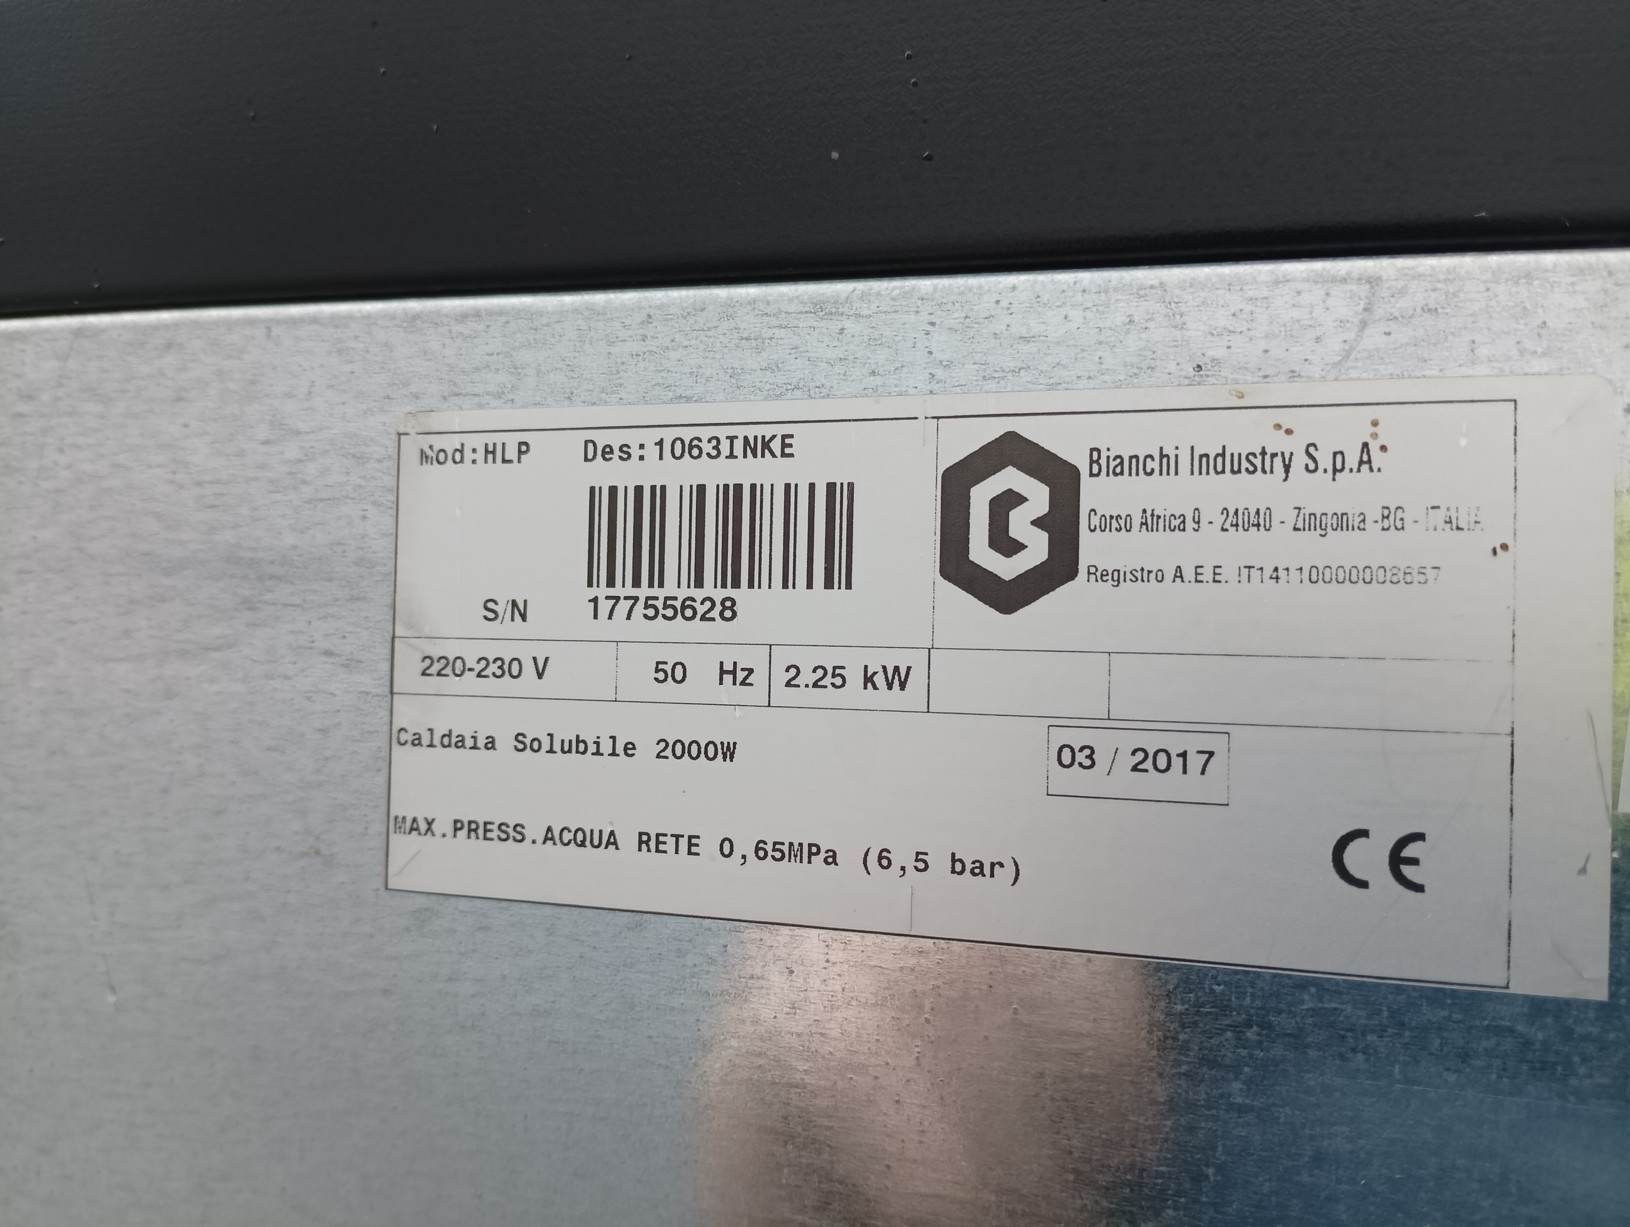 Mod:HLP Des:1063INKE
S/N 17755628
Bianchi Industry S.p.A.
Corso Africa 9 - 24040 - Zingonia -BG - ITALIA
Registro A.E.E. IT14110000008657
220-230 V 50 Hz 2.25 kW
Caldaia Solubile 2000W
03 / 2017
MAX.PRESS.ACQUA RETE 0,65MPa (6,5 bar)
CE